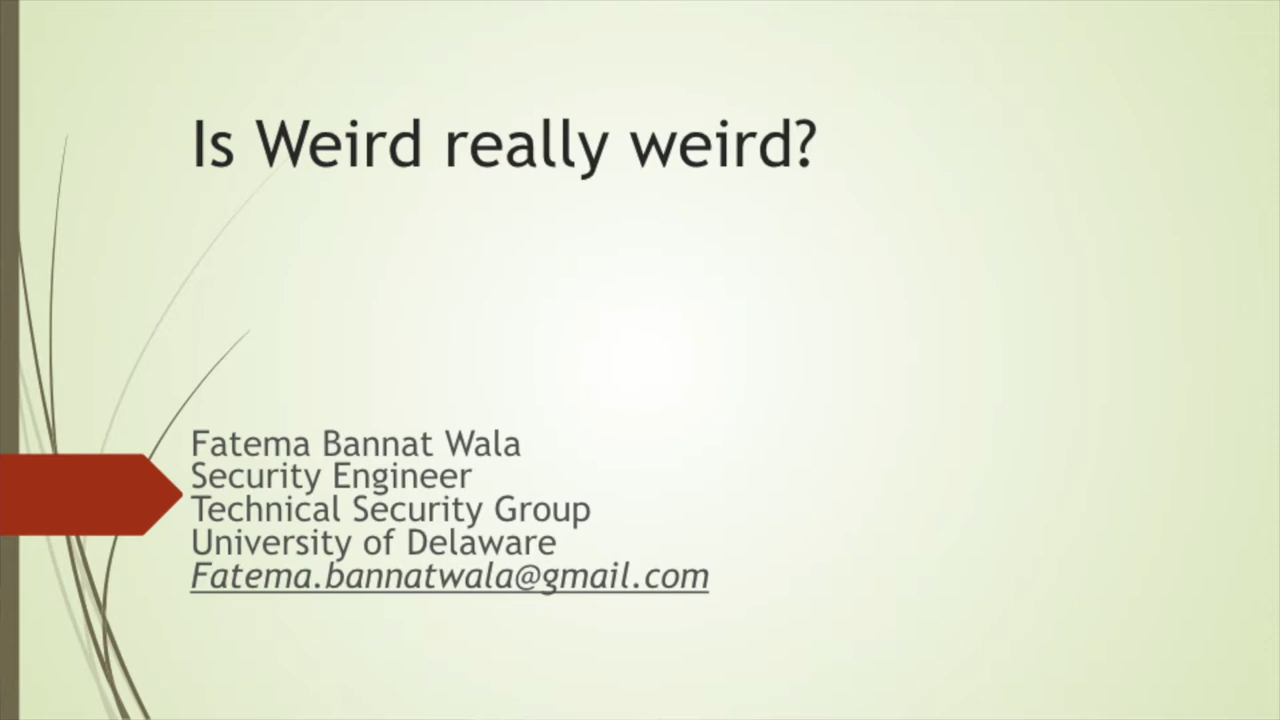 Is Weird really weird?
Fatema Bannat Wala
Security Engineer
Technical Security Group
University of Delaware
Fatema.bannatwala@gmail.com